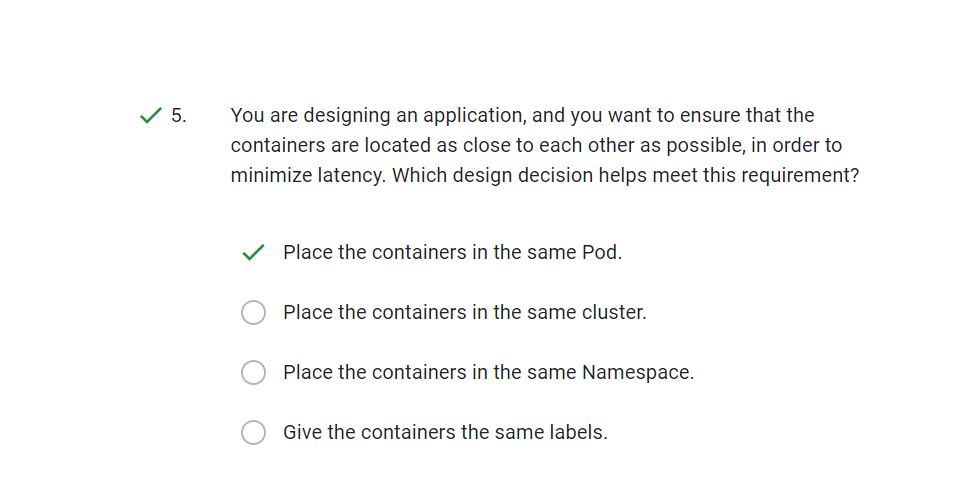 5. You are designing an application, and you want to ensure that the
containers are located as close to each other as possible, in order to
minimize latency. Which design decision helps meet this requirement?
Place the containers in the same Pod.
Place the containers in the same cluster.
Place the containers in the same Namespace.
Give the containers the same labels.